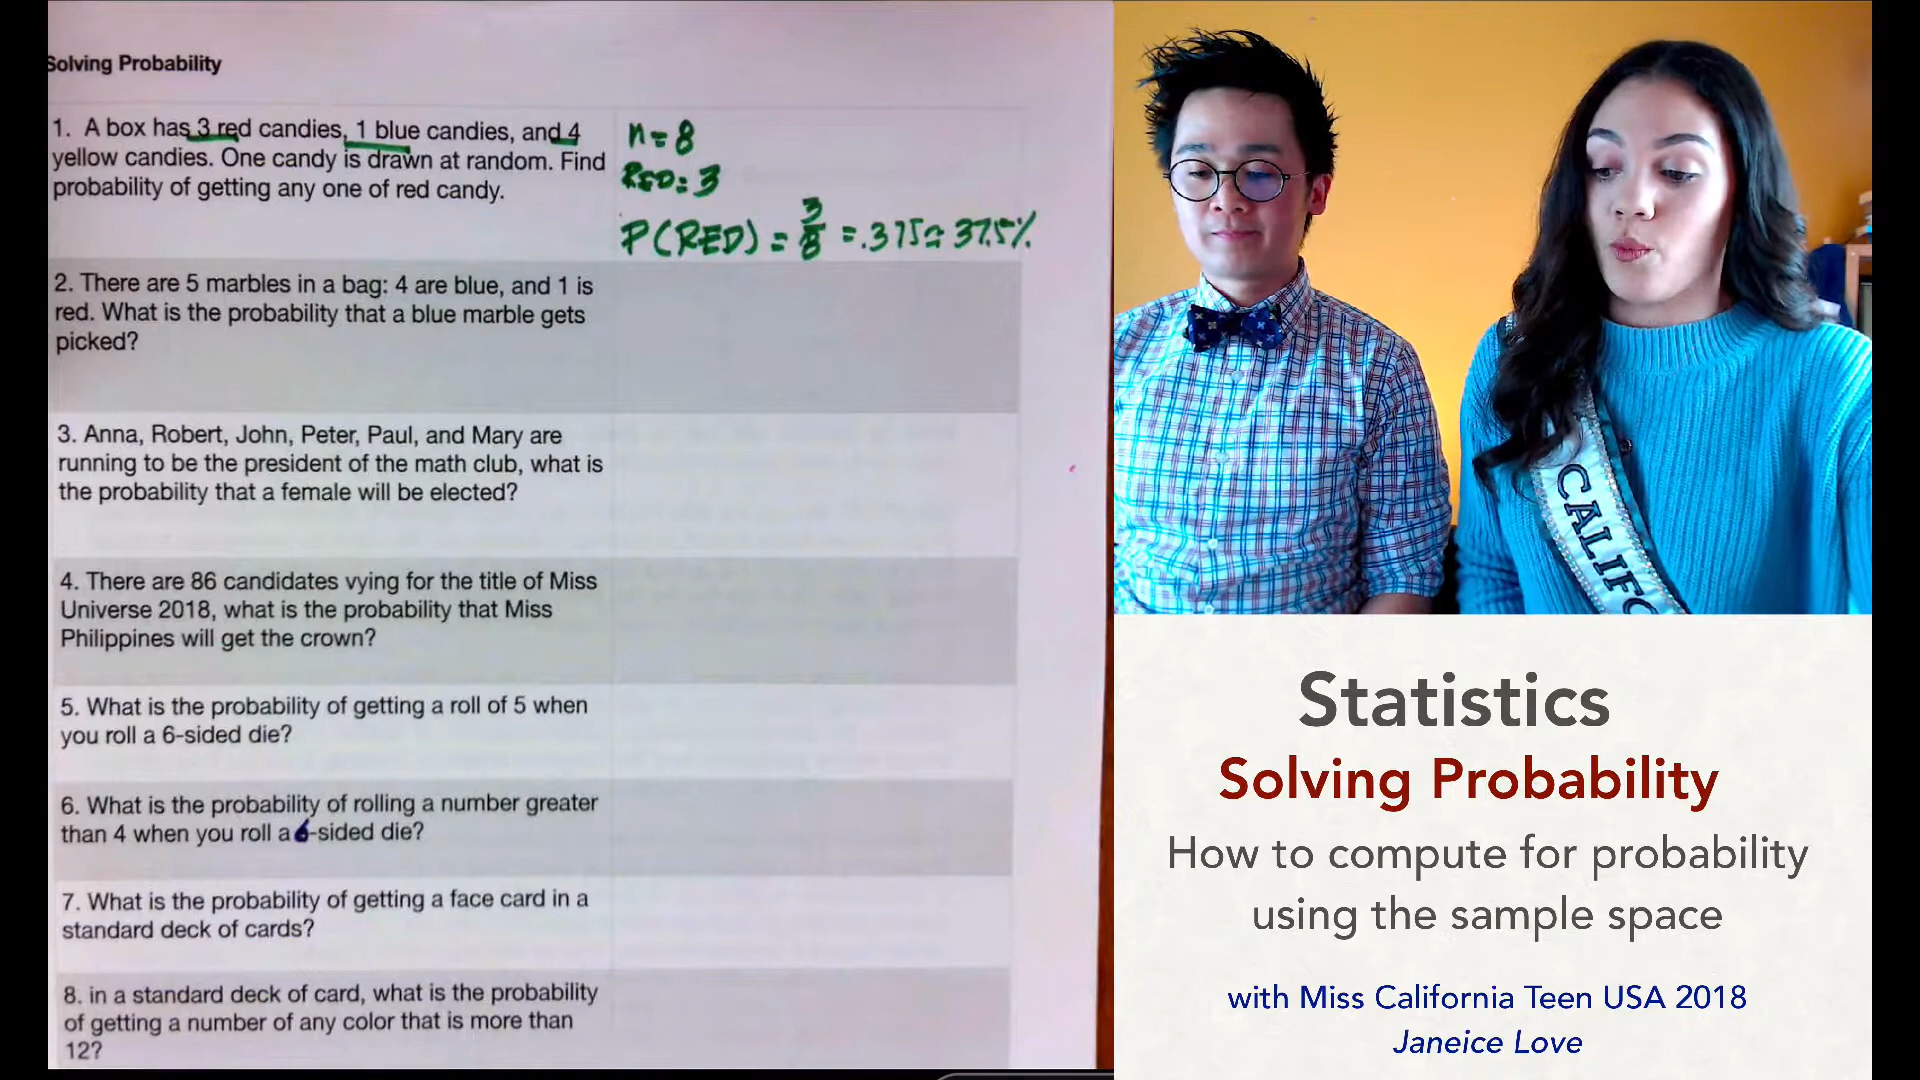 Solving Probability
1. A box has 3 red candies, 1 blue candies, and 4
yellow candies. One candy is drawn at random. Find
probability of getting any one of red candy.
n = 8
RED: 3
P(RED) = 3/8 = .375 = 37.5%
2. There are 5 marbles in a bag: 4 are blue, and 1 is
red. What is the probability that a blue marble gets
picked?
3. Anna, Robert, John, Peter, Paul, and Mary are
running to be the president of the math club, what is
the probability that a female will be elected?
4. There are 86 candidates vying for the title of Miss
Universe 2018, what is the probability that Miss
Philippines will get the crown?
5. What is the probability of getting a roll of 5 when
you roll a 6-sided die?
6. What is the probability of rolling a number greater
than 4 when you roll a 6-sided die?
7. What is the probability of getting a face card in a
standard deck of cards?
8. in a standard deck of card, what is the probability
of getting a number of any color that is more than
12?
CALIFO
Statistics
Solving Probability
How to compute for probability
using the sample space
with Miss California Teen USA 2018
Janeice Love